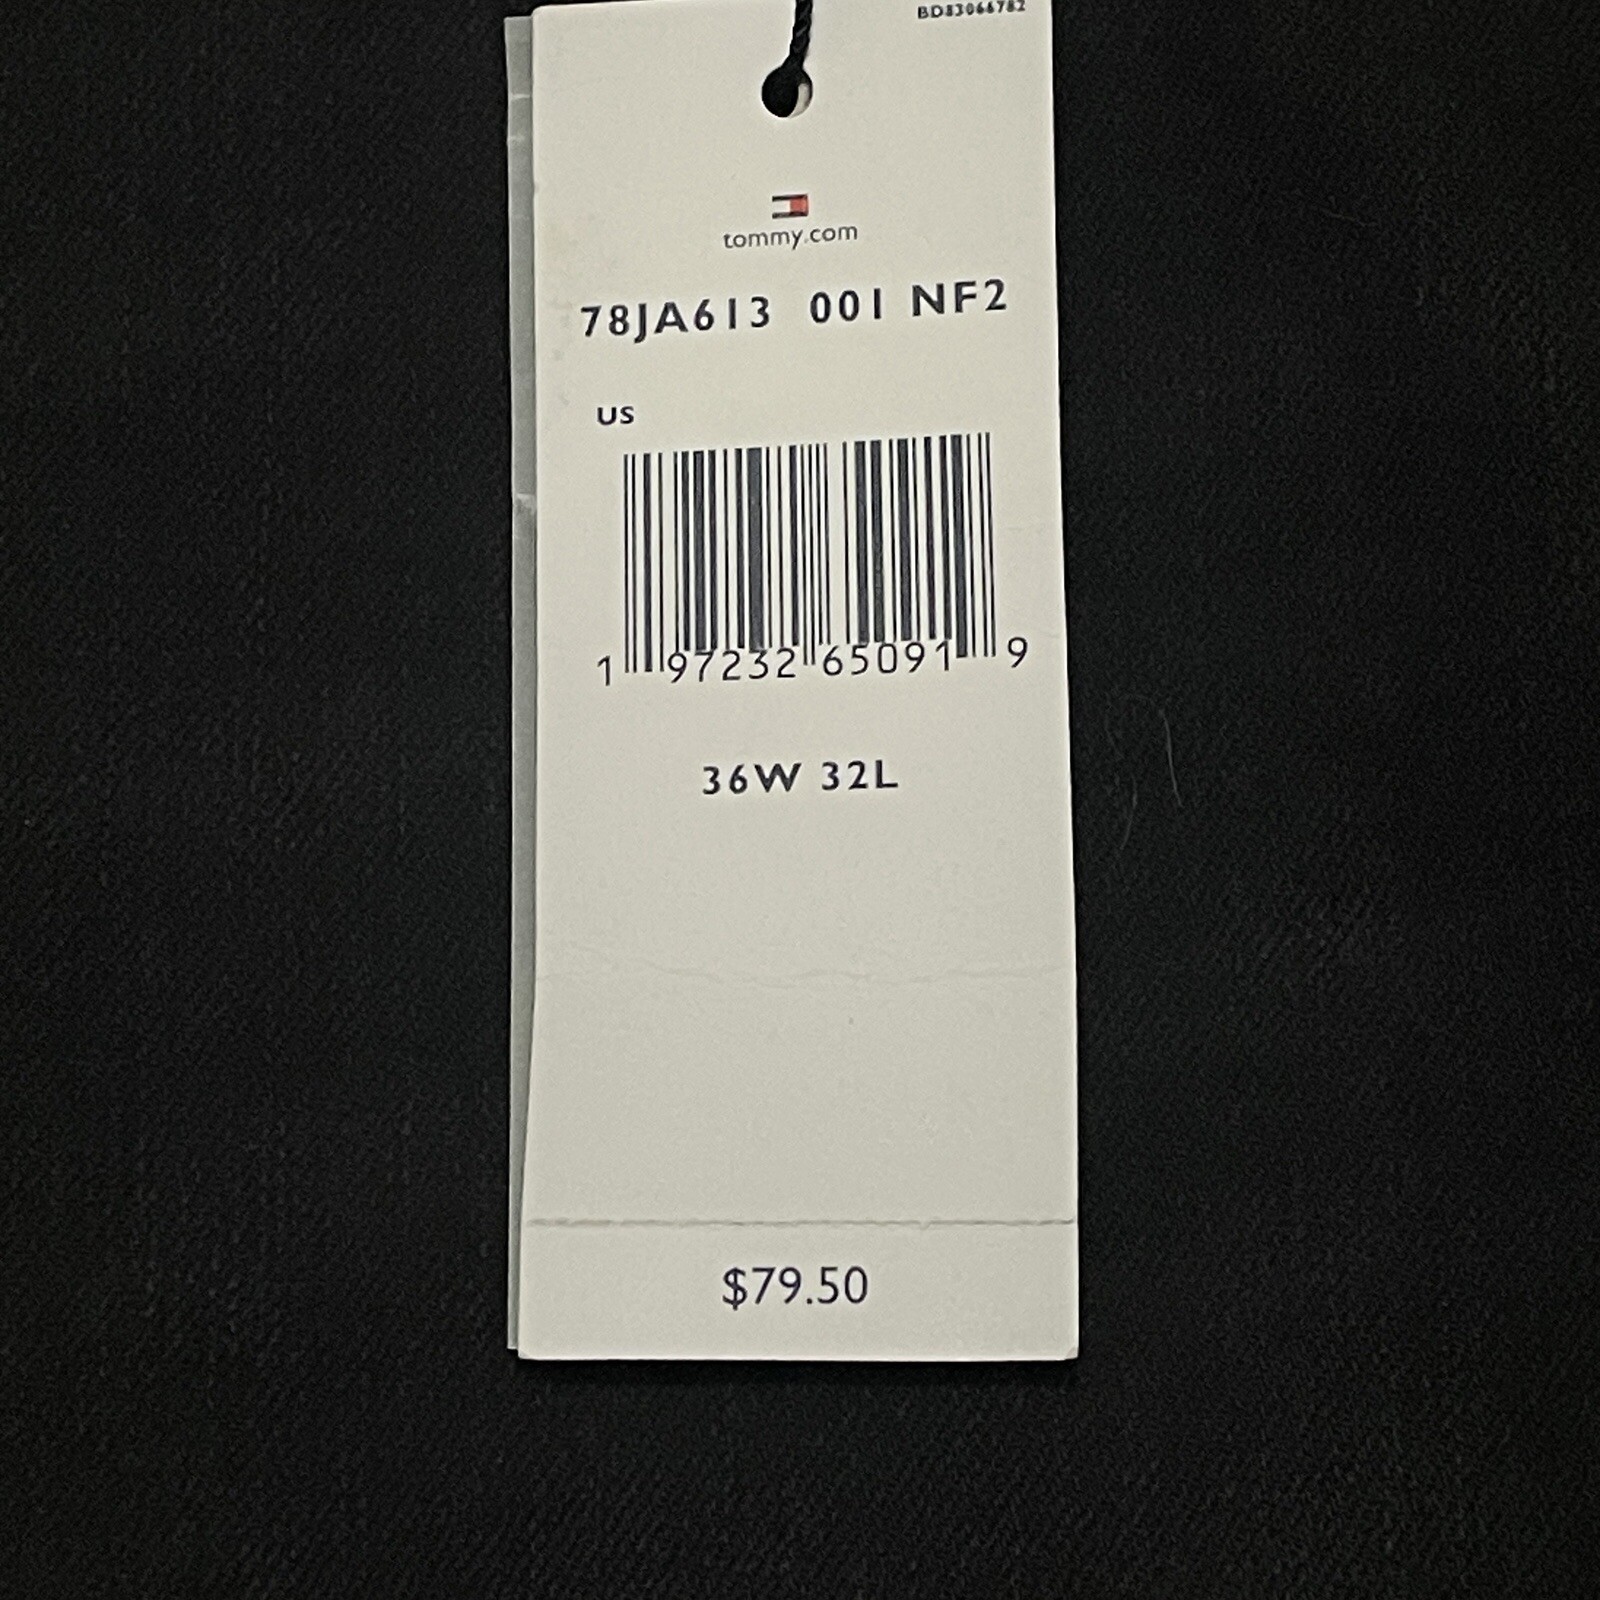 BD83066782
tommy.com
78JA613 001 NF2
US
1 97232 65091 9
36W 32L
$79.50